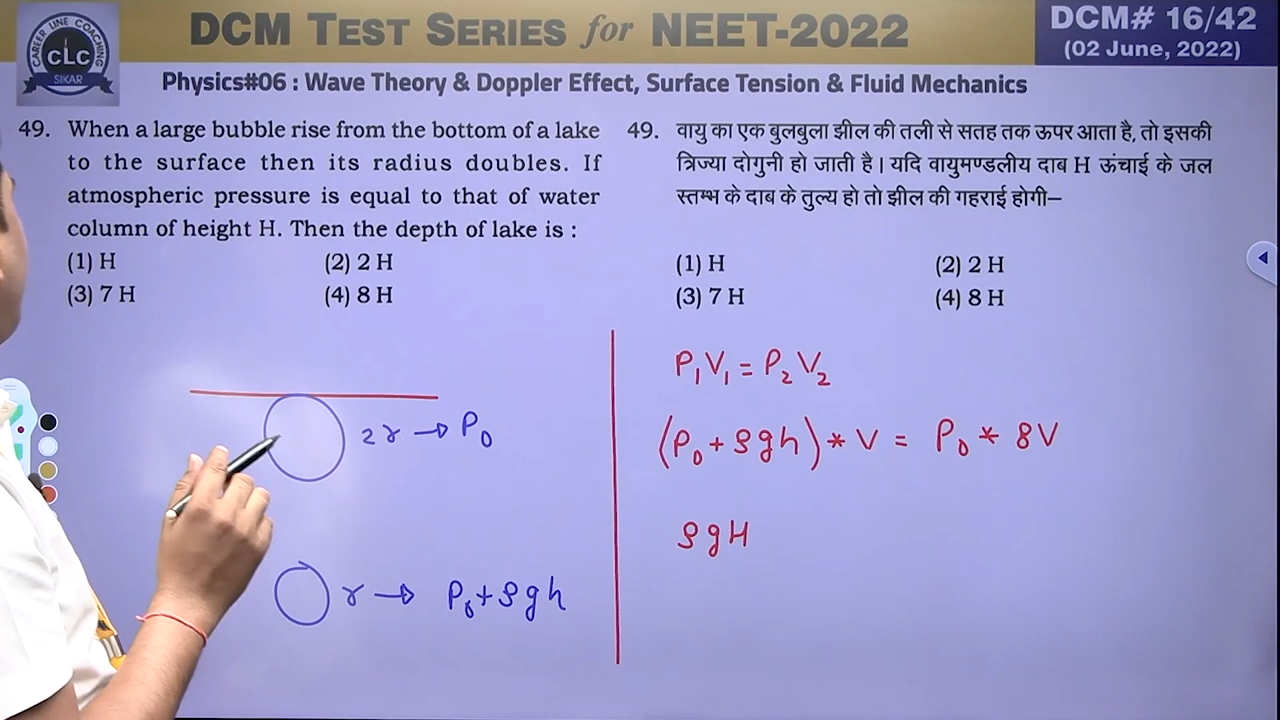 CAREER LINE COACHING
CLC
SIKAR
DCM TEST SERIES for NEET-2022
DCM# 16/42
(02 June, 2022)
Physics#06 : Wave Theory & Doppler Effect, Surface Tension & Fluid Mechanics
49. When a large bubble rise from the bottom of a lake
to the surface then its radius doubles. If
atmospheric pressure is equal to that of water
column of height H. Then the depth of lake is :
(1) H (2) 2 H
(3) 7 H (4) 8 H
49. वायु का एक बुलबुला झील की तली से सतह तक ऊपर आता है, तो इसकी
त्रिज्या दोगुनी हो जाती है। यदि वायुमण्डलीय दाब H ऊंचाई के जल
स्तम्भ के दाब के तुल्य हो तो झील की गहराई होगी–
(1) H (2) 2 H
(3) 7 H (4) 8 H
2r → P₀
r → P₀+ρgh
P₁V₁ = P₂V₂
(P₀+ρgh) * V = P₀ * 8V
ρgH